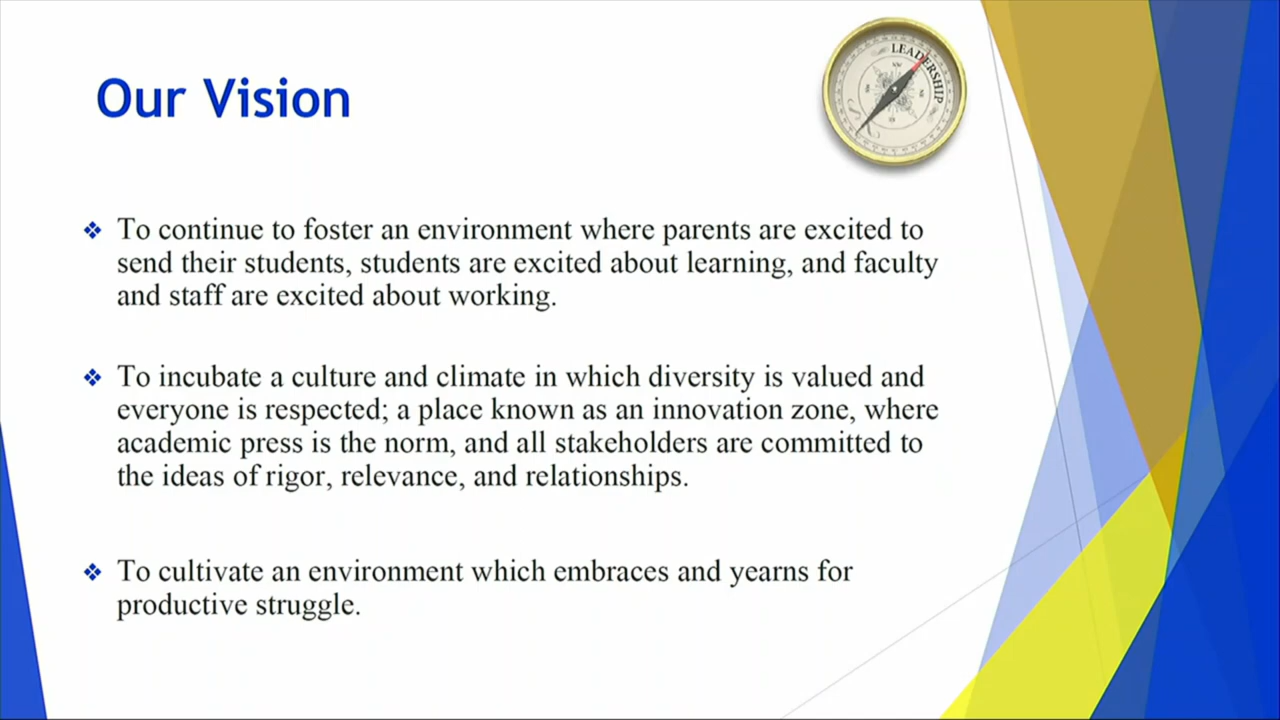 Our Vision
LEADERSHIP
❖ To continue to foster an environment where parents are excited to
send their students, students are excited about learning, and faculty
and staff are excited about working.
❖ To incubate a culture and climate in which diversity is valued and
everyone is respected; a place known as an innovation zone, where
academic press is the norm, and all stakeholders are committed to
the ideas of rigor, relevance, and relationships.
❖ To cultivate an environment which embraces and yearns for
productive struggle.